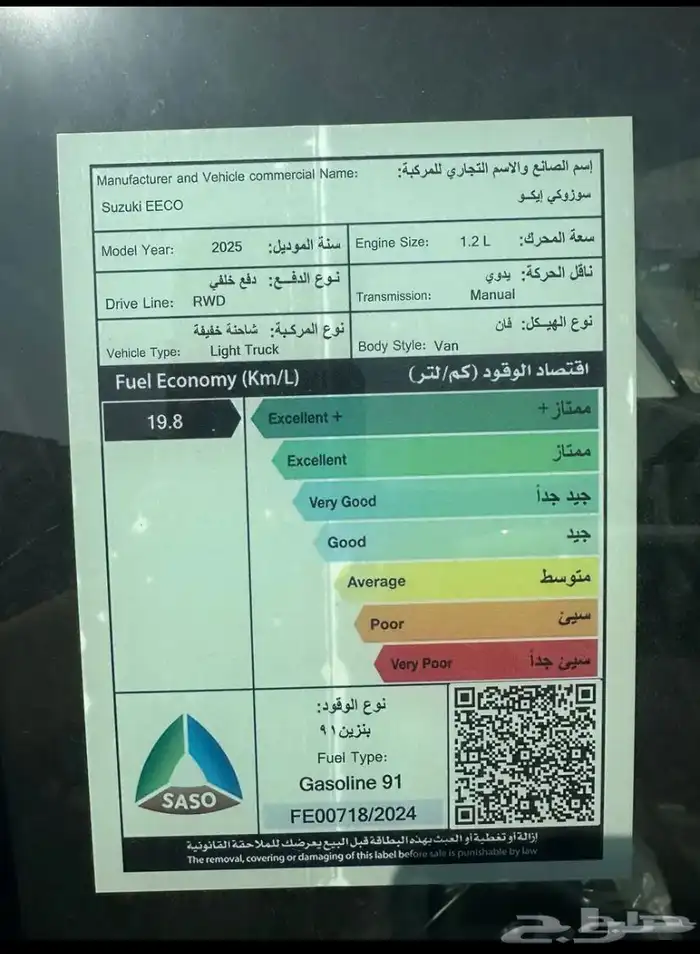 إسم الصانع والاسم التجاري للمركبة:
Manufacturer and Vehicle commercial Name:
سوزوكي إيكـو
Suzuki EECO
Model Year: 2025 سنة الموديل:
Engine Size: 1.2 L سعة المحرك:
نـوع الدفـع: دفع خلفي
Drive Line: RWD
ناقل الحركة: يدوي
Transmission: Manual
نوع المركبة: شاحنة خفيفة
Vehicle Type: Light Truck
نوع الهيكل: فان
Body Style: Van
Fuel Economy (Km/L) اقتصاد الوقود (كم/لتر)
19.8
Excellent + ممتاز +
Excellent ممتاز
Very Good جيد جداً
Good جيد
Average متوسط
Poor سيئ
Very Poor سيئ جداً
SASO
نوع الوقود:
بنزين ٩١
Fuel Type:
Gasoline 91
FE00718/2024
إزالة أو تغطية أو العبث بهذه البطاقة قبل البيع يعرضك للملاحقة القانونية
The removal, covering or damaging of this label before sale is punishable by law
حراج